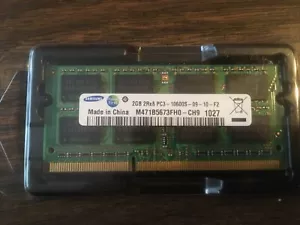 SAMSUNG
2GB 2Rx8 PC3-10600S-09-10-F2
Made in China M471B5673FH0-CH9 1027